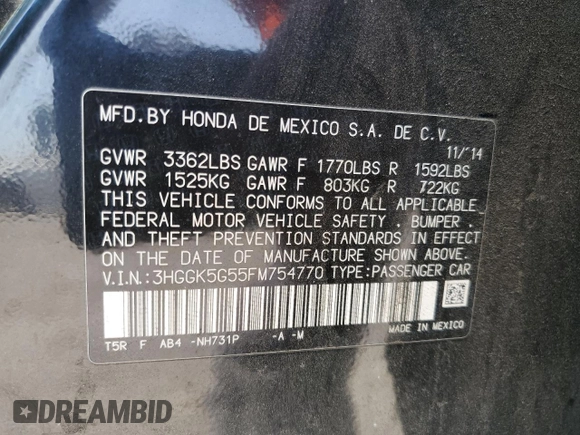 MFD.BY HONDA DE MEXICO S.A. DE C.V.
11/14
GVWR 3362LBS GAWR F 1770LBS R 1592LBS
GVWR 1525KG GAWR F 803KG R 722KG
THIS VEHICLE CONFORMS TO ALL APPLICABLE
FEDERAL MOTOR VEHICLE SAFETY . BUMPER .
AND THEFT PREVENTION STANDARDS IN EFFECT
ON THE DATE OF MANUFACTURE SHOWN ABOVE.
V.I.N.:3HGGK5G55FM754770 TYPE:PASSENGER CAR
T5R F AB4 -NH731P -A -M
MADE IN MEXICO
DREAMBID